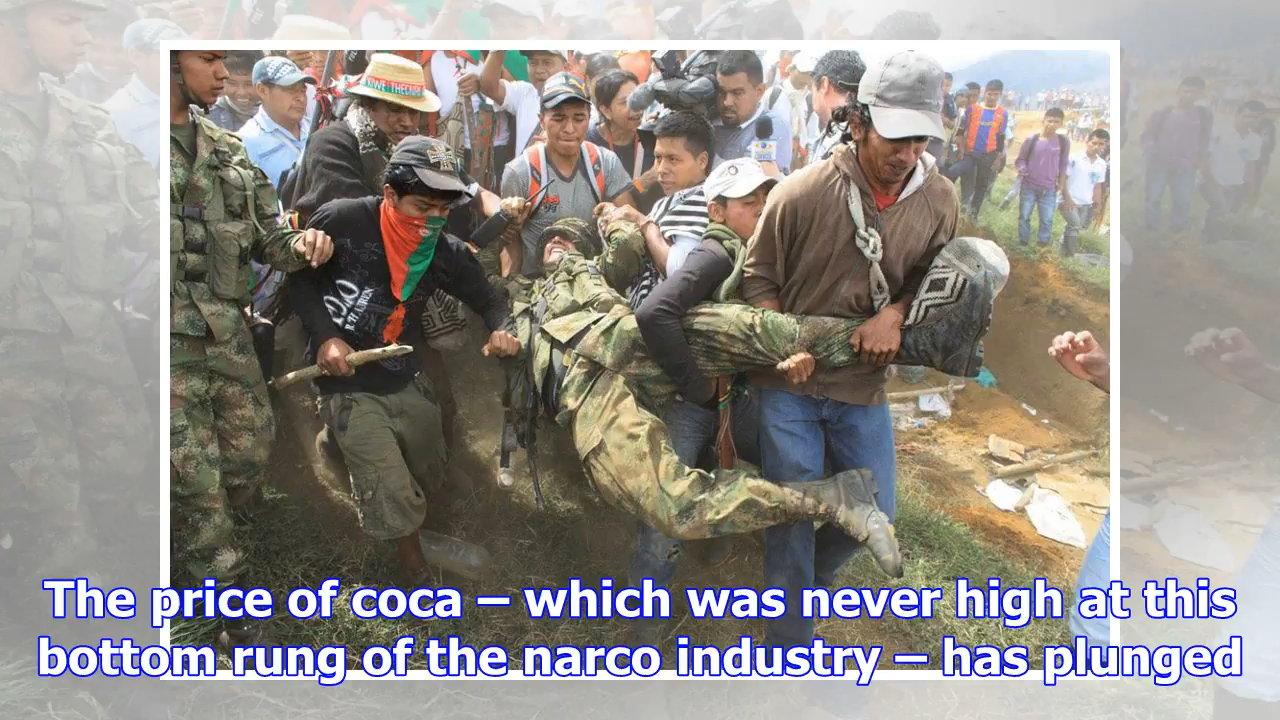 The price of coca – which was never high at this
bottom rung of the narco industry – has plunged